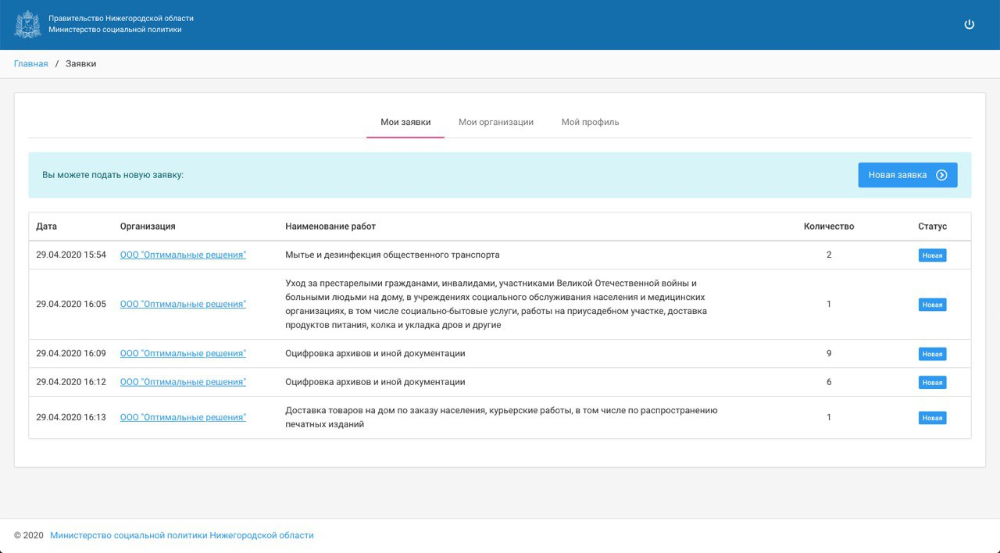 Правительство Нижегородской области
Министерство социальной политики
Главная / Заявки
Мои заявки Мои организации Мой профиль
Вы можете подать новую заявку: Новая заявка
Дата Организация Наименование работ Количество Статус
29.04.2020 15:54 ООО "Оптимальные решения" Мытье и дезинфекция общественного транспорта 2 Новая
Уход за престарелыми гражданами, инвалидами, участниками Великой Отечественной войны и
больными людьми на дому, в учреждениях социального обслуживания населения и медицинских
29.04.2020 16:05 ООО "Оптимальные решения" 1 Новая
организациях, в том числе социально-бытовые услуги, работы на приусадебном участке, доставка
продуктов питания, колка и укладка дров и другие
29.04.2020 16:09 ООО "Оптимальные решения" Оцифровка архивов и иной документации 9 Новая
29.04.2020 16:12 ООО "Оптимальные решения" Оцифровка архивов и иной документации 6 Новая
Доставка товаров на дом по заказу населения, курьерские работы, в том числе по распространению
29.04.2020 16:13 ООО "Оптимальные решения" 1 Новая
печатных изданий
© 2020 Министерство социальной политики Нижегородской области